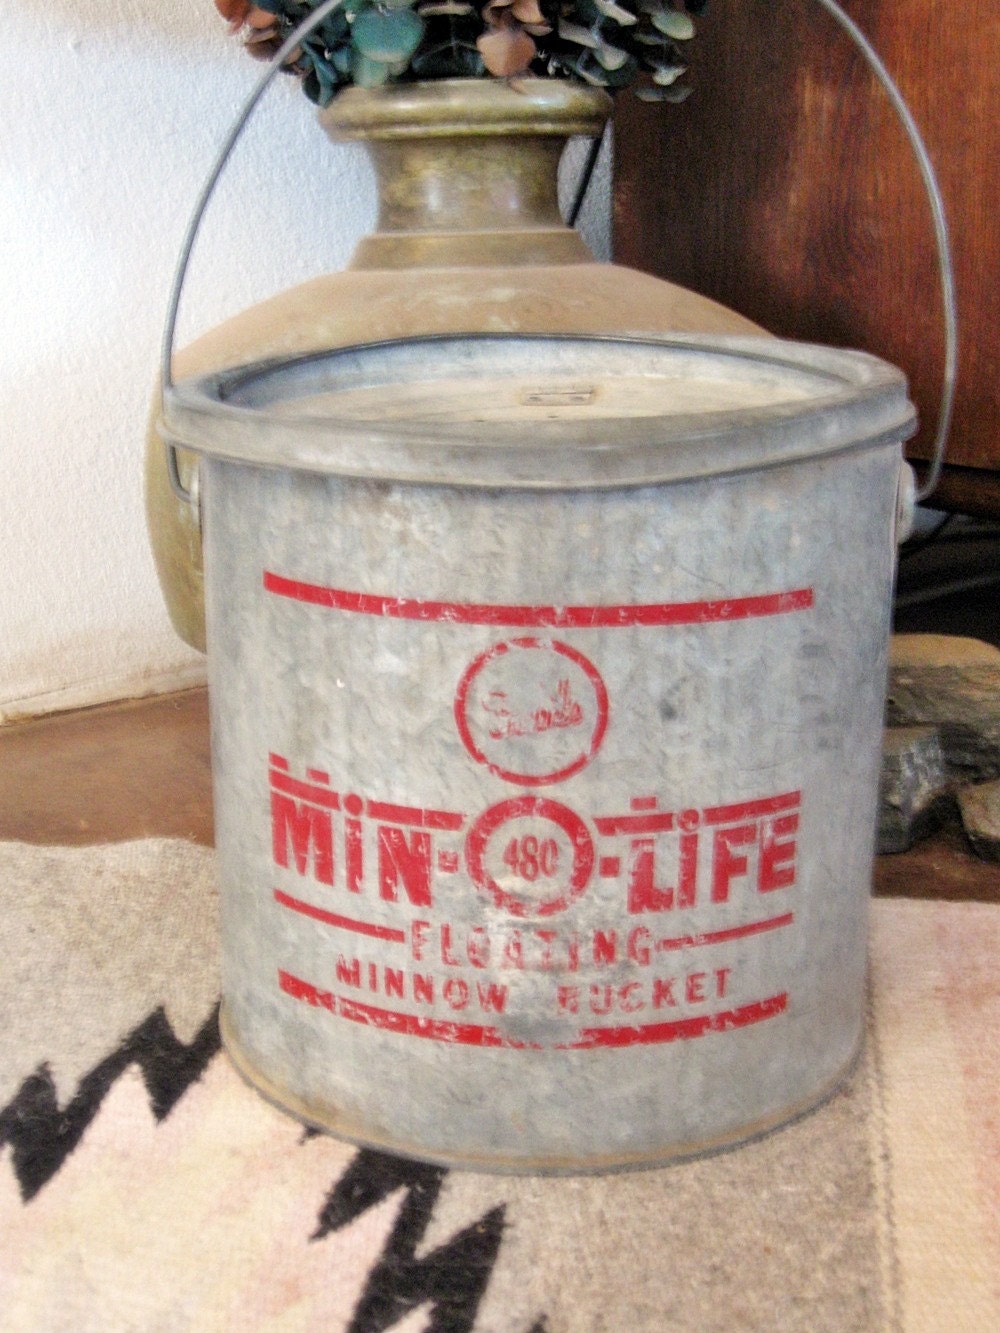 MIN-O-LIFE
480
FLOATING
MINNOW BUCKET